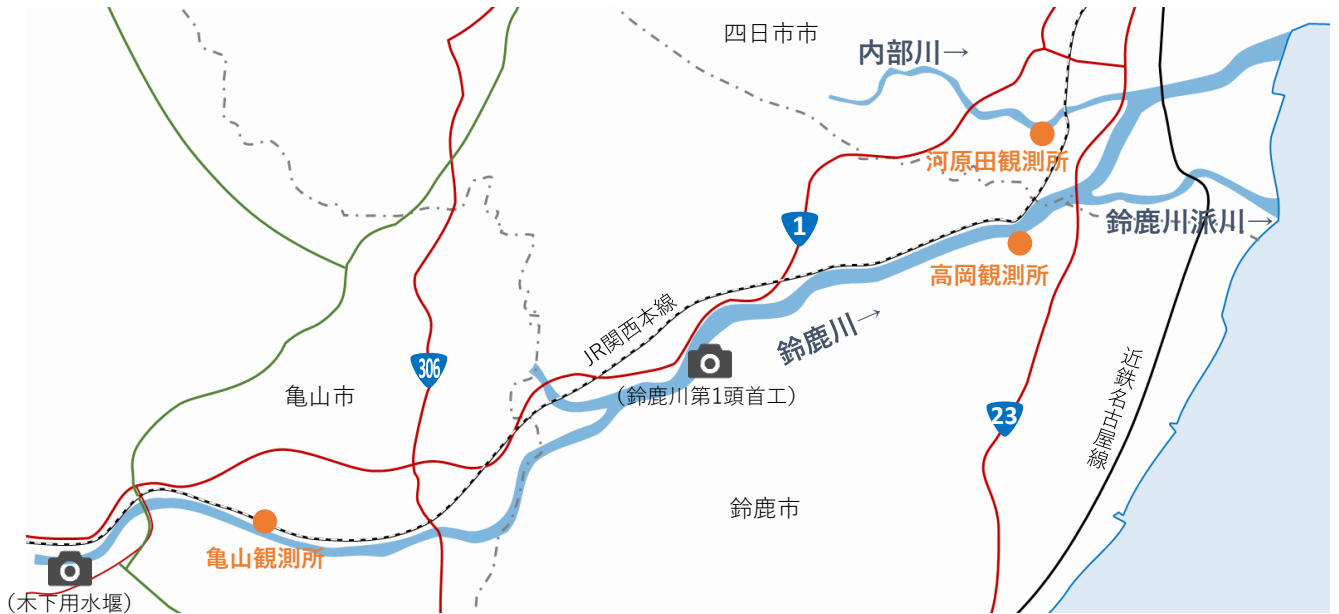 四日市市
内部川→
河原田観測所
1
鈴鹿川派川→
高岡観測所
JR関西本線
鈴鹿川→
306
近鉄名古屋線
亀山市
(鈴鹿川第1頭首工)
23
鈴鹿市
亀山観測所
(木下用水堰)